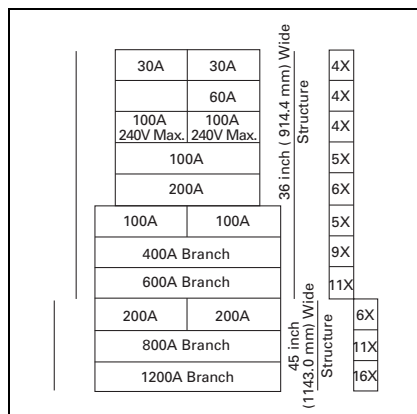 30A 30A 4X
60A 4X
100A 240V Max. 100A 240V Max. 4X
100A 5X
200A 6X
100A 100A 5X
400A Branch 9X
600A Branch 11X
36 inch ( 914.4 mm) Wide
Structure
200A 200A 6X
800A Branch 11X
1200A Branch 16X
45 inch
(1143.0 mm) Wide
Structure